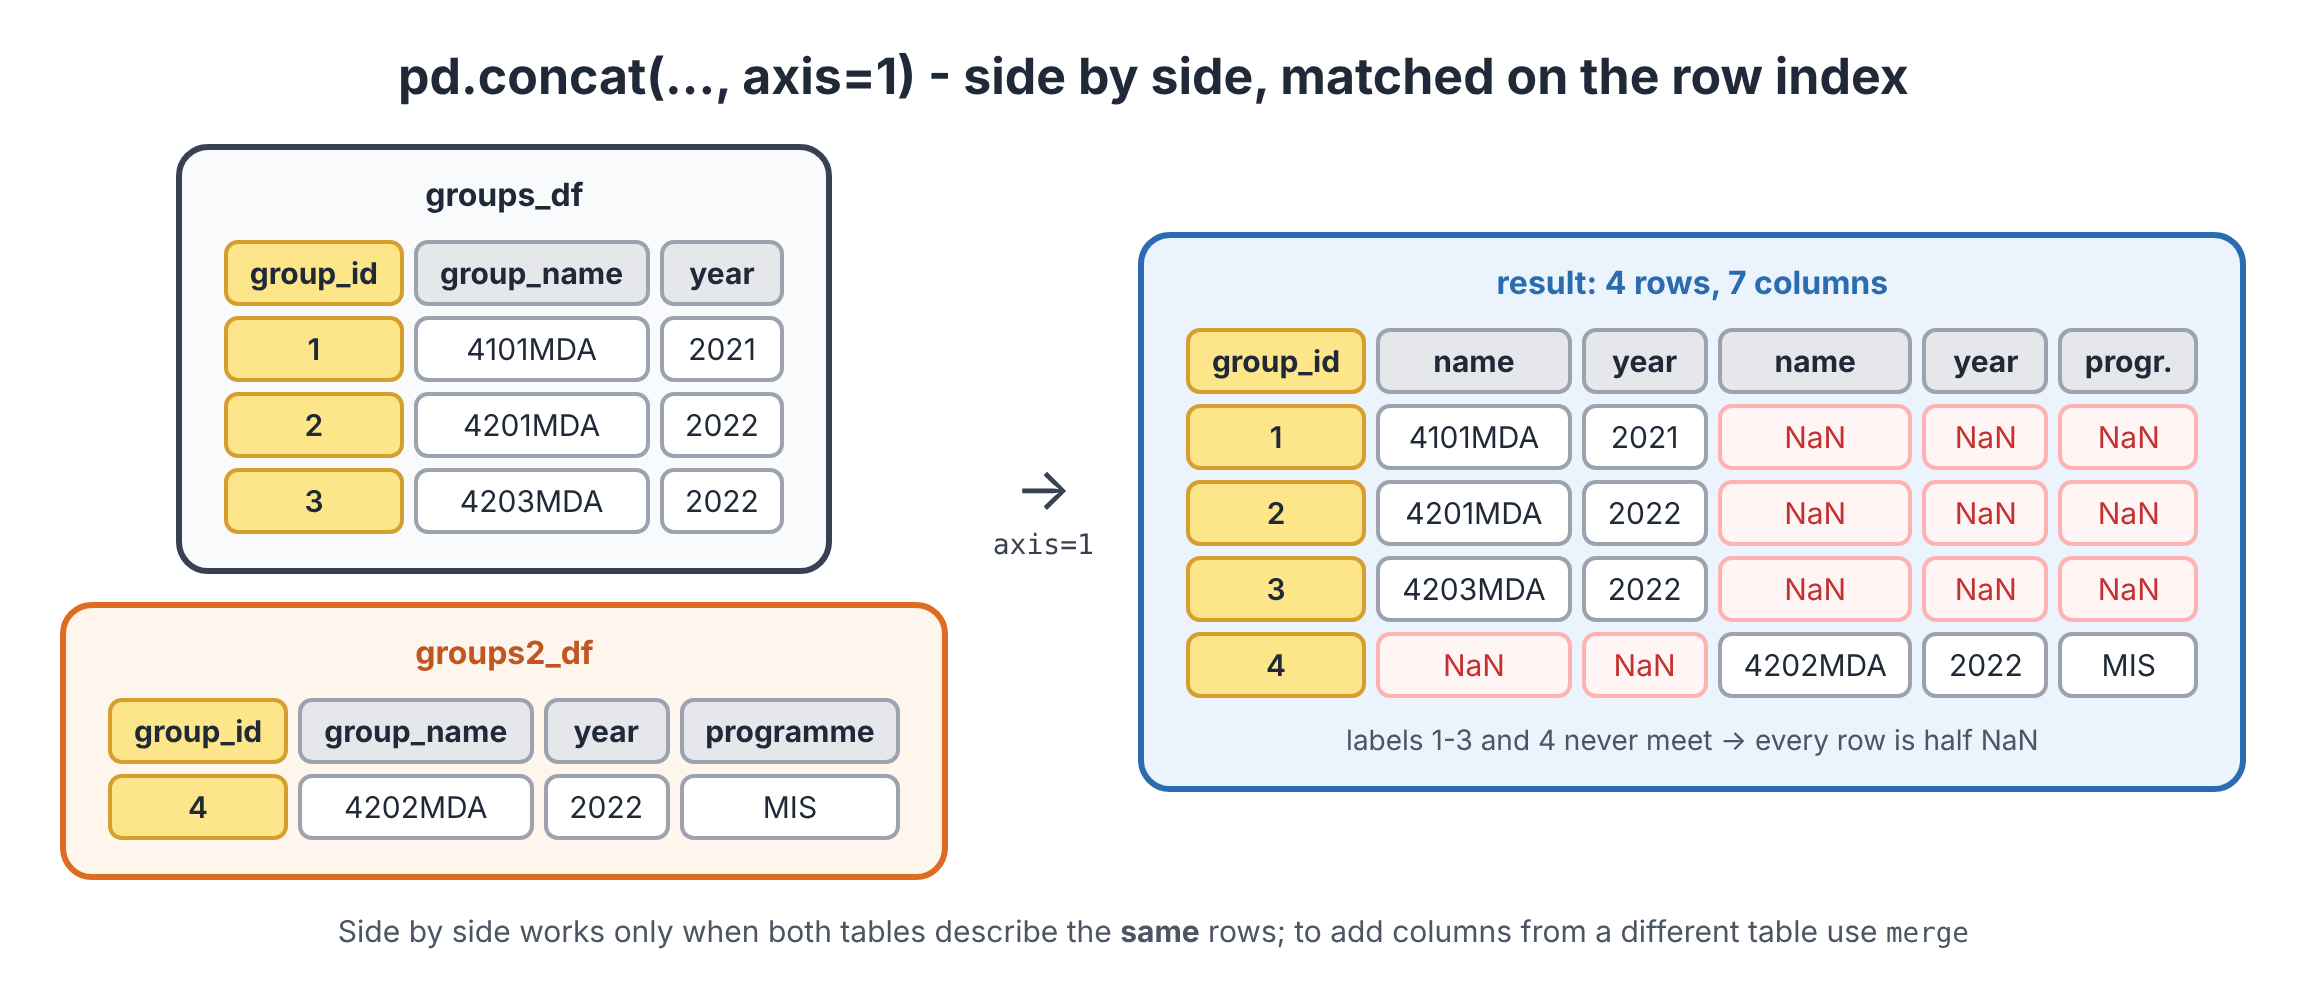 pd.concat(..., axis=1) - side by side, matched on the row index
groups_df
group_id group_name year
1 4101MDA 2021
2 4201MDA 2022
3 4203MDA 2022
groups2_df
group_id group_name year programme
4 4202MDA 2022 MIS
→
axis=1
result: 4 rows, 7 columns
group_id name year name year progr.
1 4101MDA 2021 NaN NaN NaN
2 4201MDA 2022 NaN NaN NaN
3 4203MDA 2022 NaN NaN NaN
4 NaN NaN 4202MDA 2022 MIS
labels 1-3 and 4 never meet → every row is half NaN
Side by side works only when both tables describe the same rows; to add columns from a different table use merge